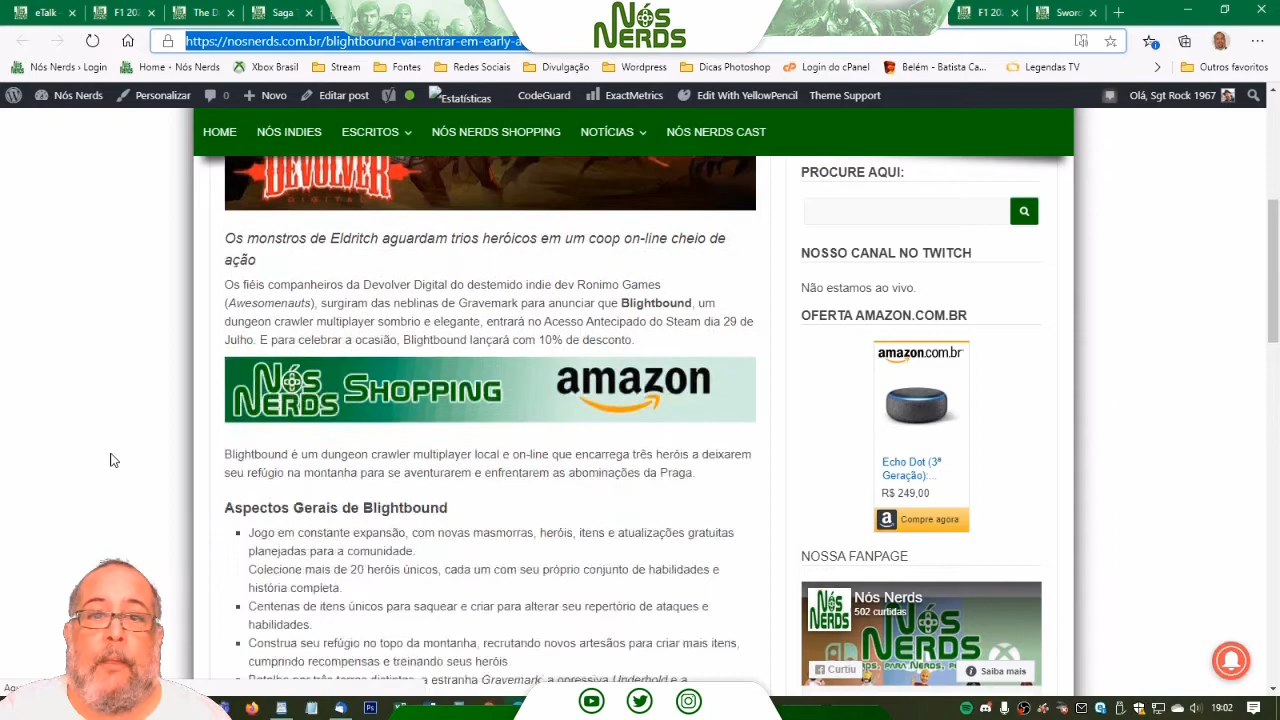 eTalk
Saga
Nós
NERDS
F1 20
Sworc
https://nosnerds.com.br/blightbound-vai-entrar-em-early-a
Nós Nerds › Login
Home - Nós Nerds
Xbox Brasil
Stream
Fontes
Redes Sociais
Divulgação
Wordpress
Dicas Photoshop
Login do cPanel
Belém - Batista Ca...
Legendas TV
Outros favoritos
Nós Nerds
Personalizar
0
Novo
Editar post
Estatísticas
CodeGuard
ExactMetrics
Edit With YellowPencil
Theme Support
Olá, Sgt Rock 1967
HOME
NÓS INDIES
ESCRITOS
NÓS NERDS SHOPPING
NOTÍCIAS
NÓS NERDS CAST
DEVOLVER
DIGITAL
Os monstros de Eldritch aguardam trios heróicos em um coop on-line cheio de
ação
Os fiéis companheiros da Devolver Digital do destemido indie dev Ronimo Games
(Awesomenauts), surgiram das neblinas de Gravemark para anunciar que Blightbound, um
dungeon crawler multiplayer sombrio e elegante, entrará no Acesso Antecipado do Steam dia 29 de
Julho. E para celebrar a ocasião, Blightbound lançará com 10% de desconto.
Nós
NERDS SHOPPING
amazon
Blightbound é um dungeon crawler multiplayer local e on-line que encarrega três heróis a deixarem
seu refúgio na montanha para se aventurarem e enfrentarem as abominações da Praga.
Aspectos Gerais de Blightbound
Jogo em constante expansão, com novas masmorras, heróis, itens e atualizações gratuitas
planejadas para a comunidade.
Colecione mais de 20 heróis únicos, cada um com seu próprio conjunto de habilidades e
história completa.
Centenas de itens únicos para saquear e criar para alterar seu repertório de ataques e
habilidades.
Construa seu refúgio no topo da montanha, recrutando novos artesãos para criar mais itens,
cumprindo recompensas e treinando seus heróis
Batalhe por três terras distintas, a estranha Gravemark, a opressiva Underhold e a
PROCURE AQUI:
NOSSO CANAL NO TWITCH
Não estamos ao vivo.
OFERTA AMAZON.COM.BR
amazon.com.br
Echo Dot (3ª
Geração):...
R$ 249,00
Compre agora
NOSSA FANPAGE
Nós Nerds
502 curtidas
Nós
NERDS
Curtiu
Saiba mais
19:02